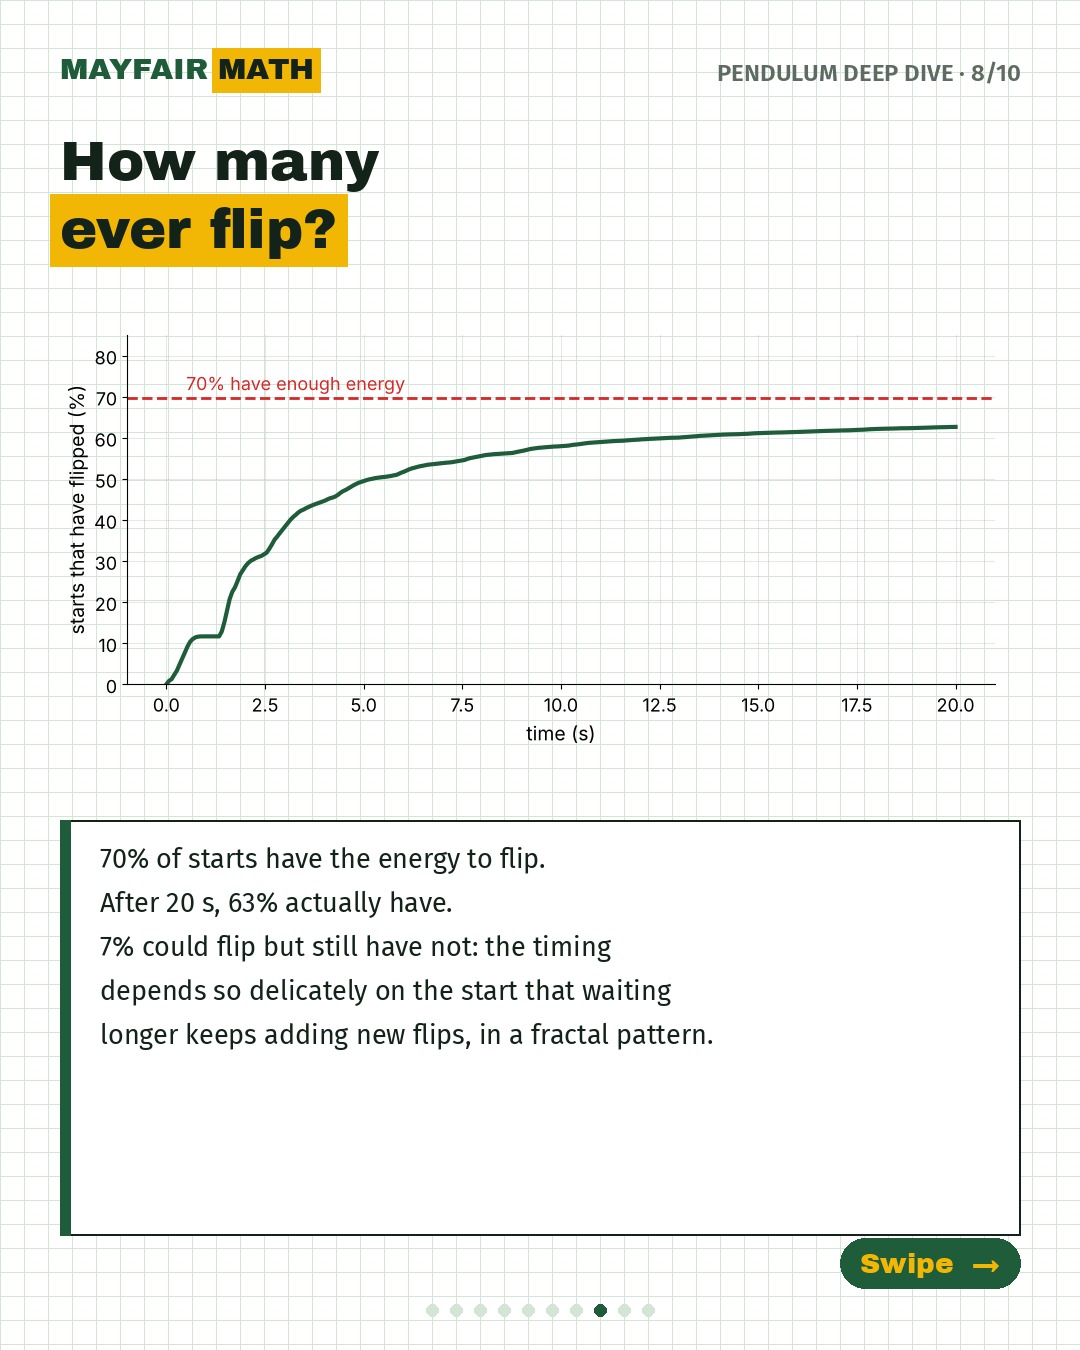 MAYFAIR MATH
PENDULUM DEEP DIVE · 8/10
How many
ever flip?
80
70
60
50
40
30
20
10
0
starts that have flipped (%)
70% have enough energy
0.0 2.5 5.0 7.5 10.0 12.5 15.0 17.5 20.0
time (s)
70% of starts have the energy to flip.
After 20 s, 63% actually have.
7% could flip but still have not: the timing
depends so delicately on the start that waiting
longer keeps adding new flips, in a fractal pattern.
Swipe →